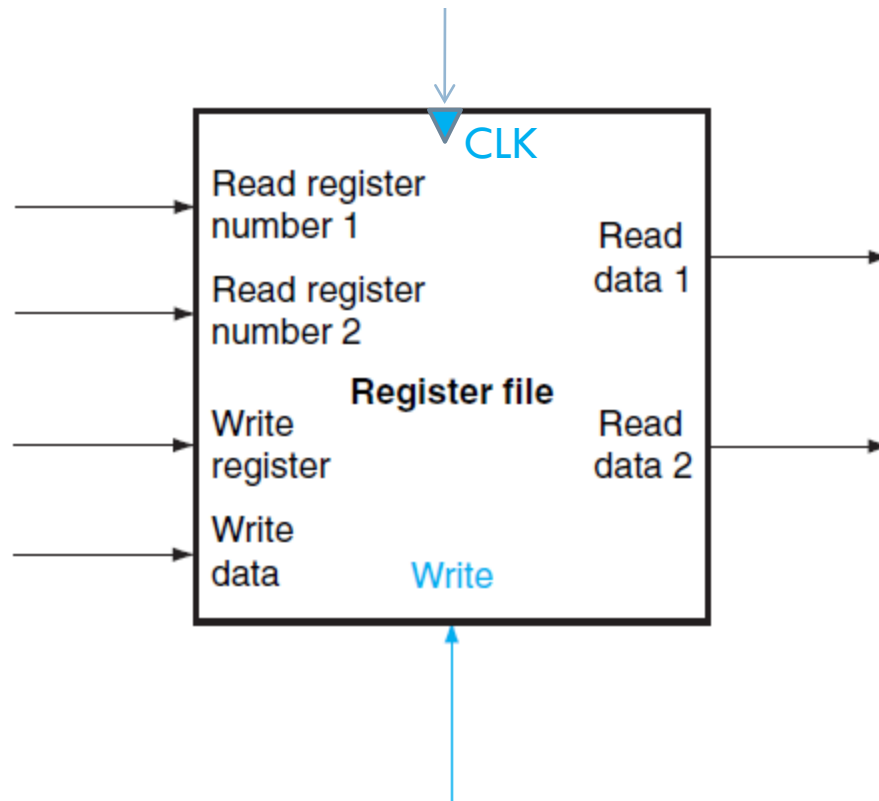 CLK
Read register
number 1
Read
data 1
Read register
number 2
Register file
Write
register
Read
data 2
Write
data
Write